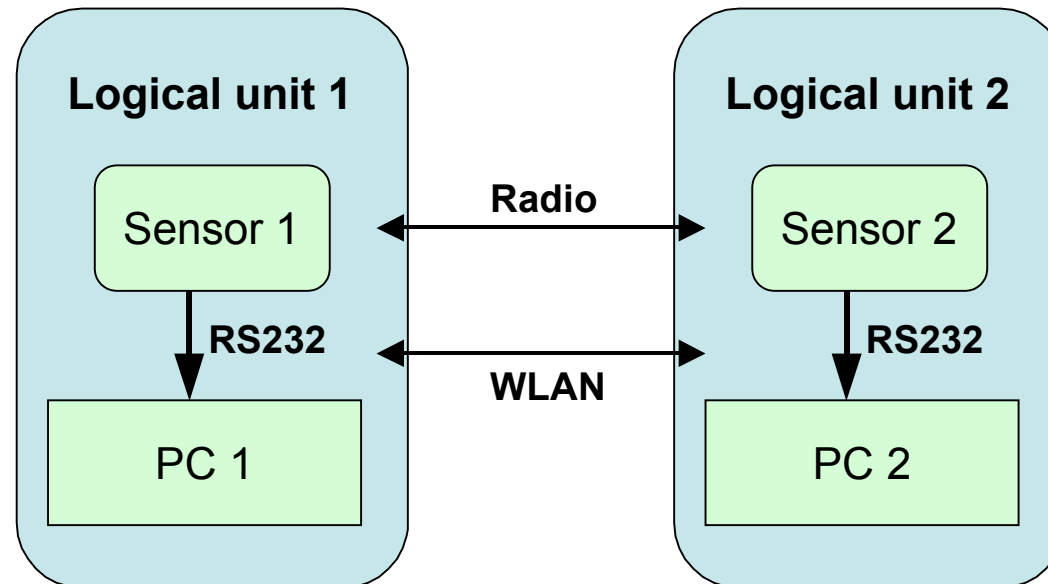 Logical unit 1
Logical unit 2
Radio
Sensor 1
Sensor 2
RS232
RS232
WLAN
PC 1
PC 2